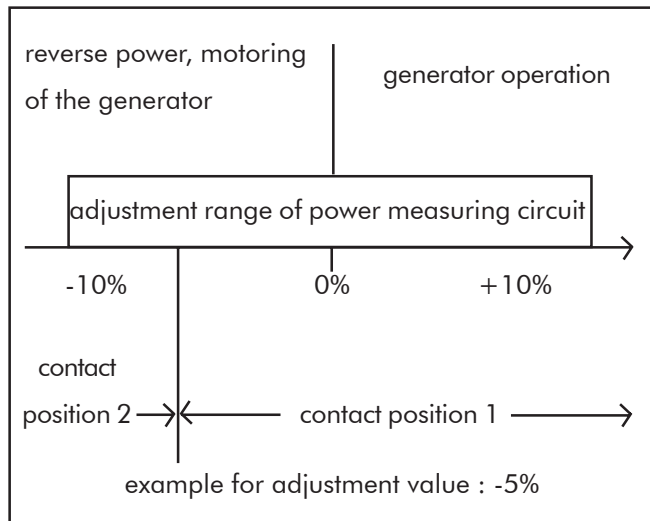 reverse power, motoring
of the generator
generator operation
adjustment range of power measuring circuit
-10%
0%
+10%
contact
position 2
contact position 1
example for adjustment value : -5%